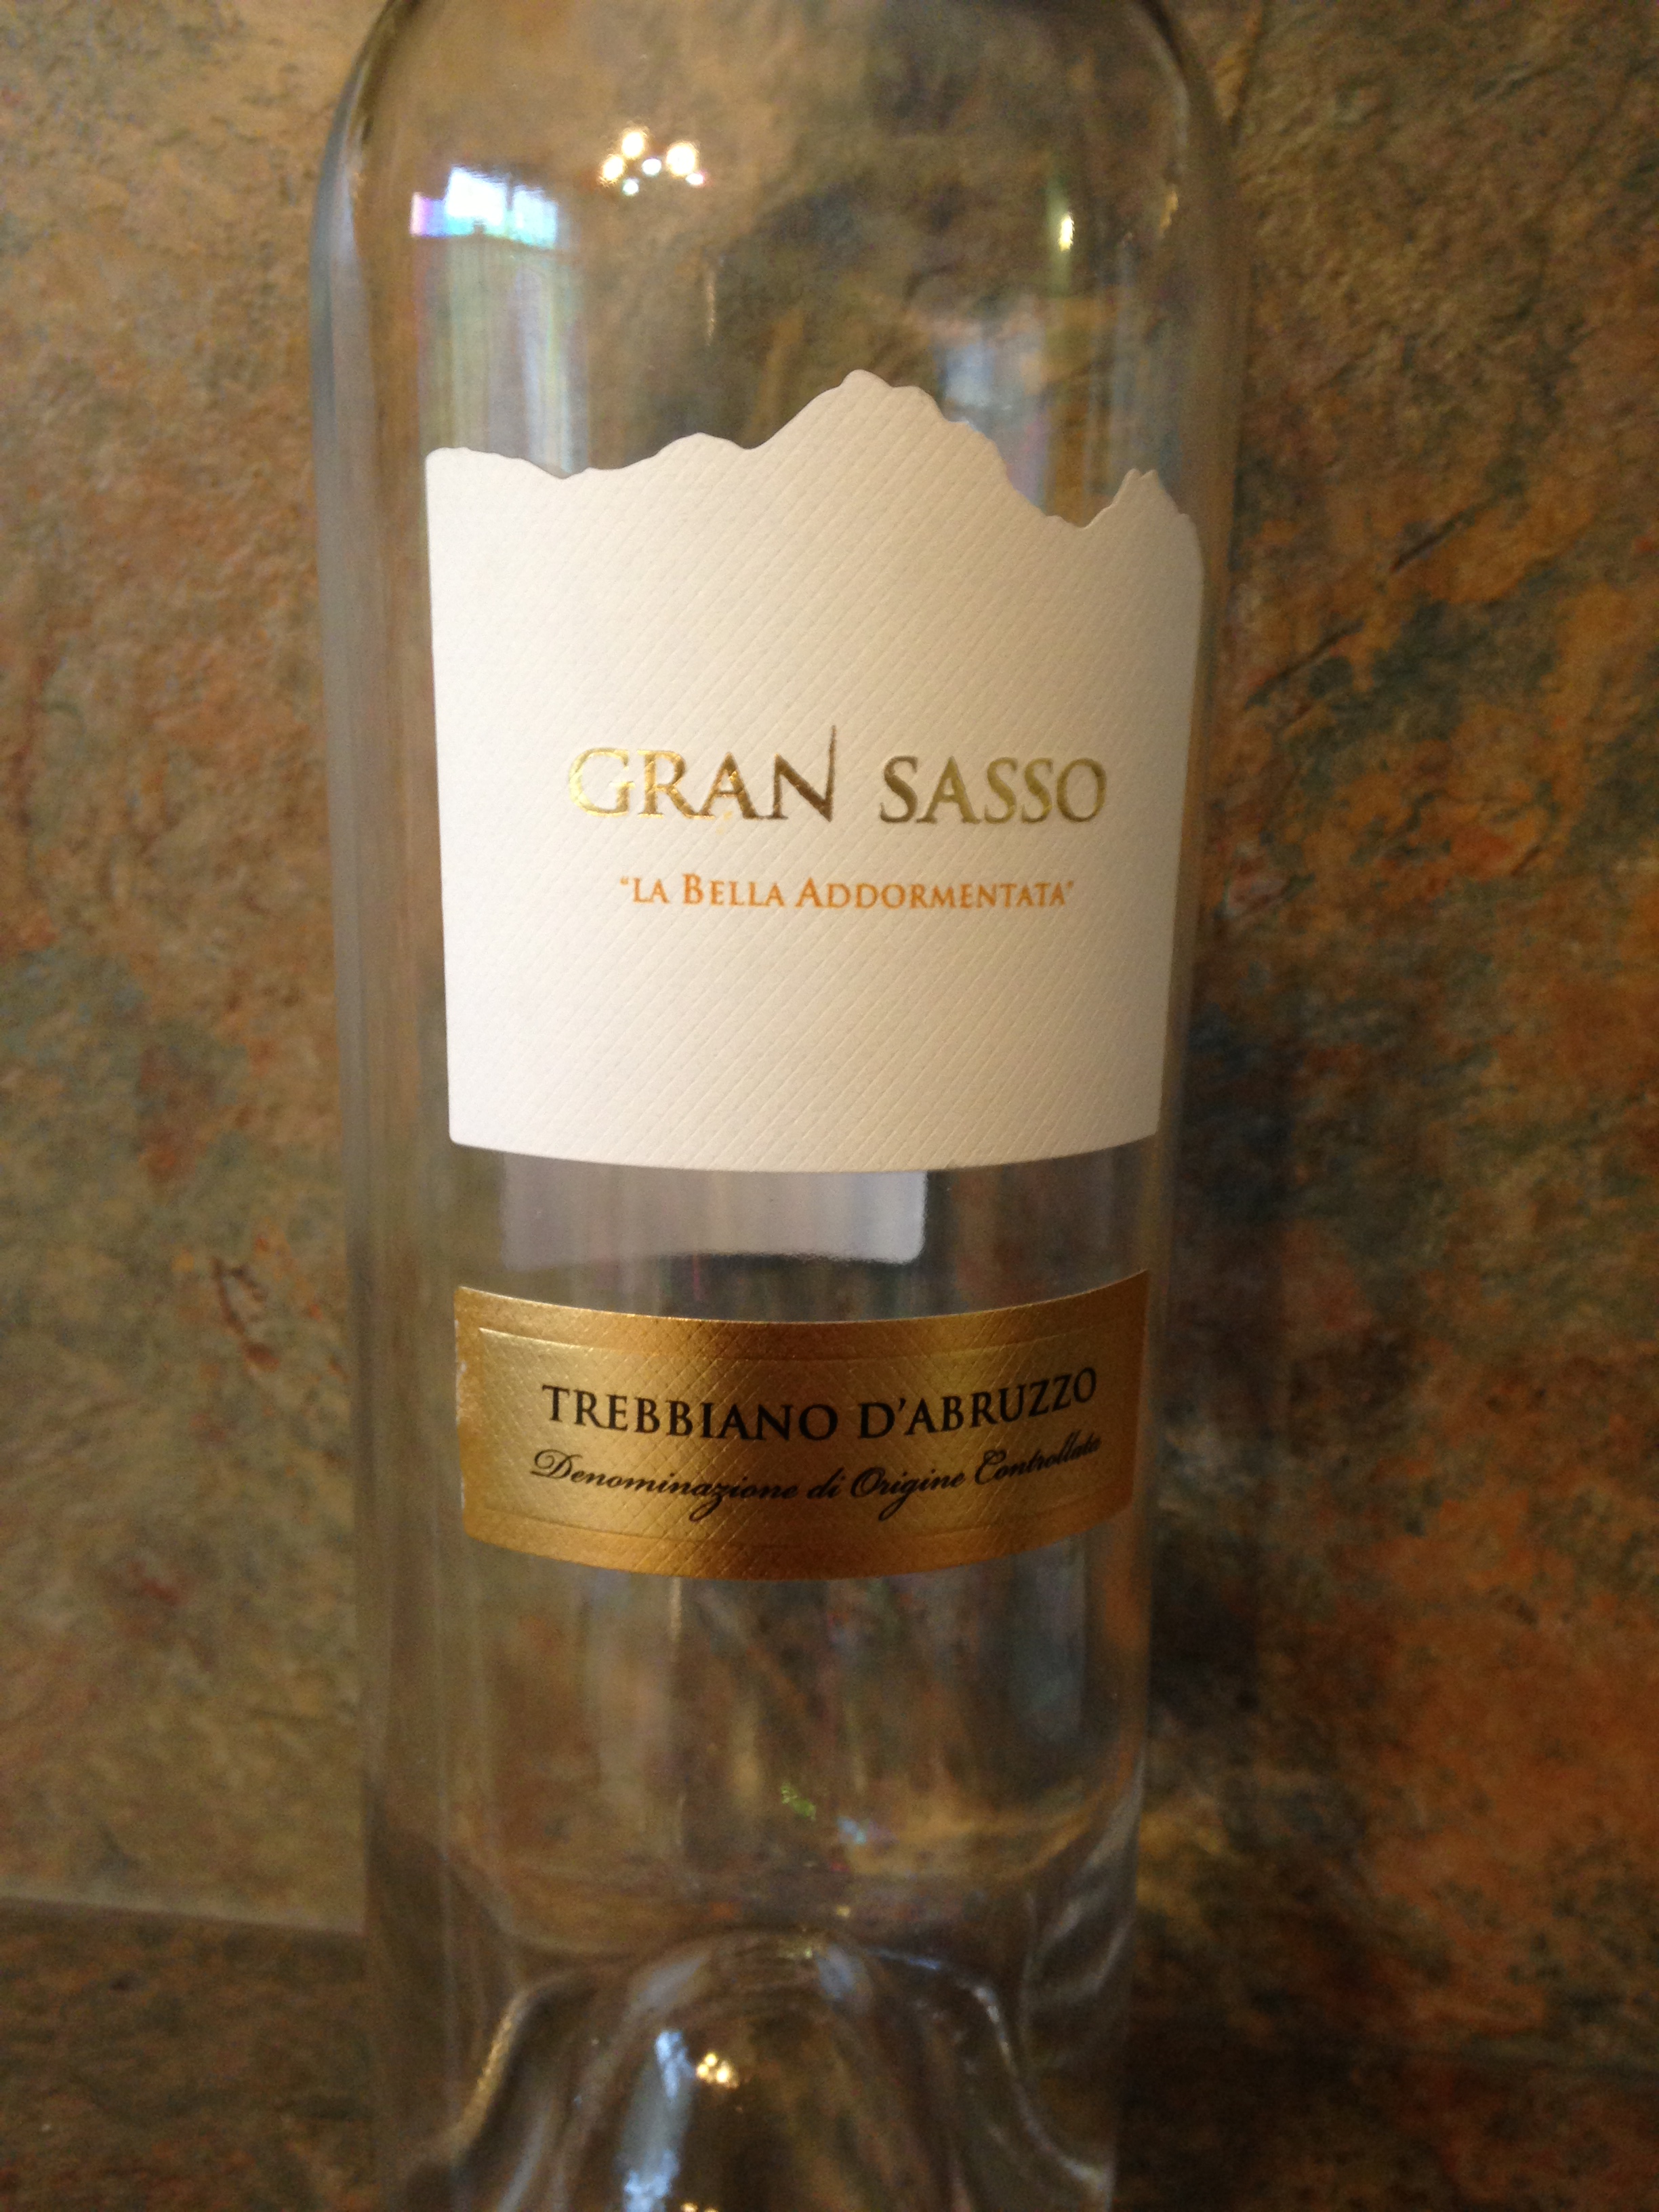 GRAN SASSO
"LA BELLA ADDORMENTATA"
TREBBIANO D'ABRUZZO
Denominazione di Origine Controllata